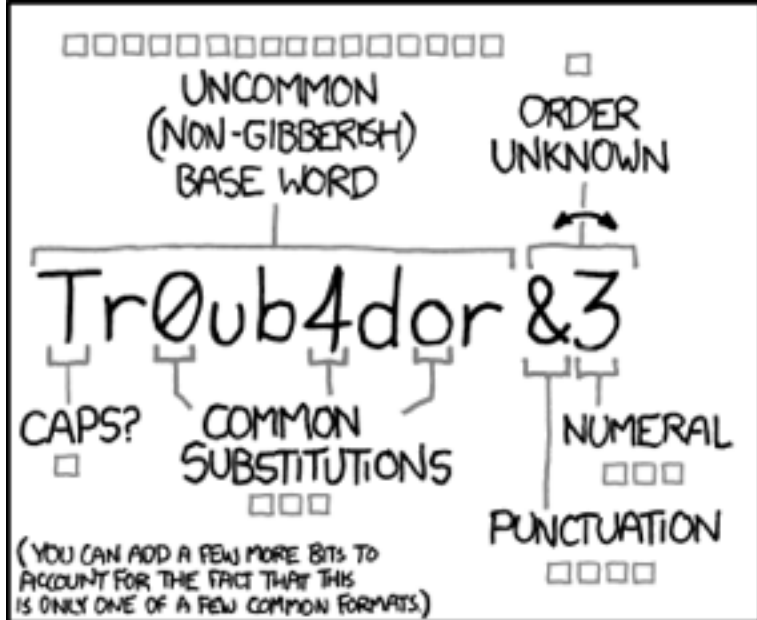 UNCOMMON
(NON-GIBBERISH)
BASE WORD
ORDER
UNKNOWN
Tr0ub4dor &3
CAPS?
COMMON
SUBSTITUTIONS
NUMERAL
PUNCTUATION
(YOU CAN ADD A FEW MORE BITS TO
ACCOUNT FOR THE FACT THAT THIS
IS ONLY ONE OF A FEW COMMON FORMATS.)